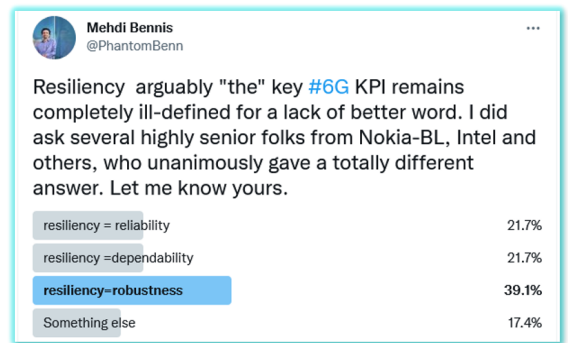 Mehdi Bennis
@PhantomBenn
Resiliency arguably "the" key #6G KPI remains
completely ill-defined for a lack of better word. I did
ask several highly senior folks from Nokia-BL, Intel and
others, who unanimously gave a totally different
answer. Let me know yours.
resiliency = reliability 21.7%
resiliency =dependability 21.7%
resiliency=robustness 39.1%
Something else 17.4%